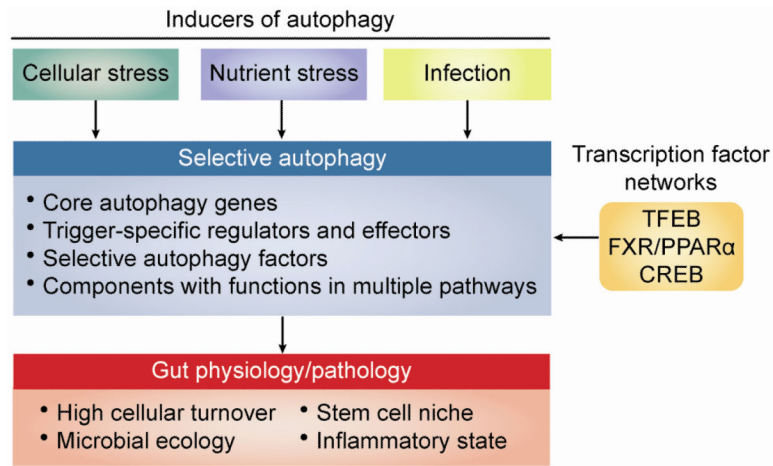 Inducers of autophagy
Cellular stress
Nutrient stress
Infection
Selective autophagy
• Core autophagy genes
• Trigger-specific regulators and effectors
• Selective autophagy factors
• Components with functions in multiple pathways
Transcription factor
networks
TFEB
FXR/PPARα
CREB
Gut physiology/pathology
• High cellular turnover
• Microbial ecology
• Stem cell niche
• Inflammatory state